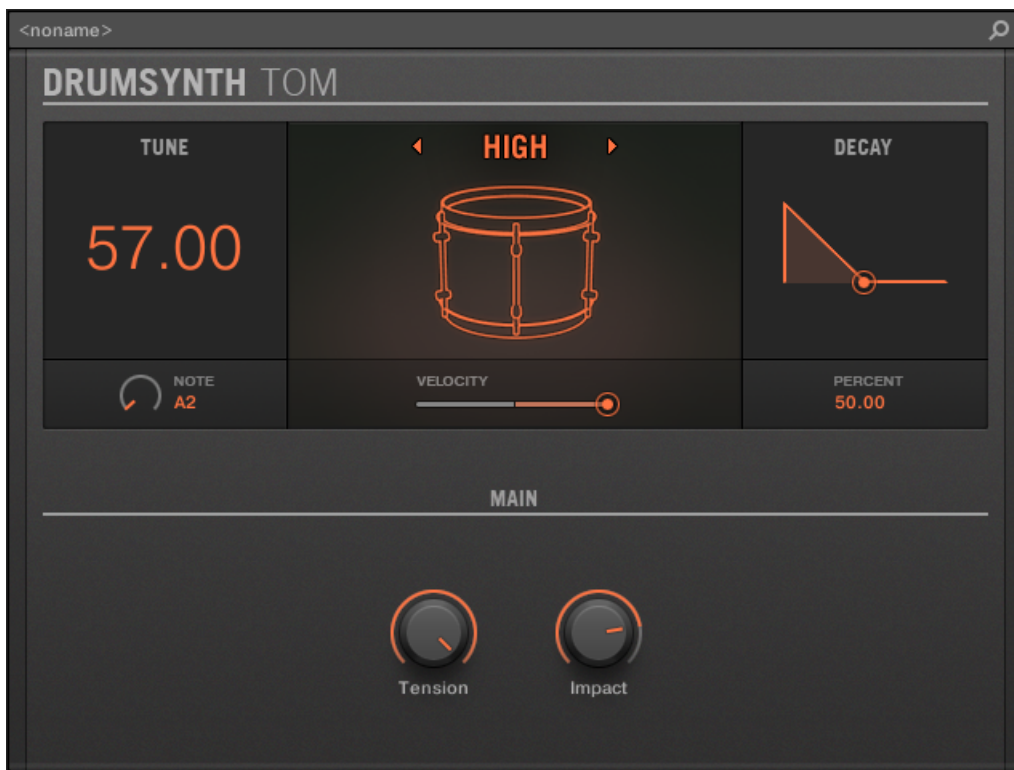 <noname>
DRUMSYNTH TOM
TUNE
HIGH
DECAY
57.00
NOTE
A2
VELOCITY
PERCENT
50.00
MAIN
Tension
Impact